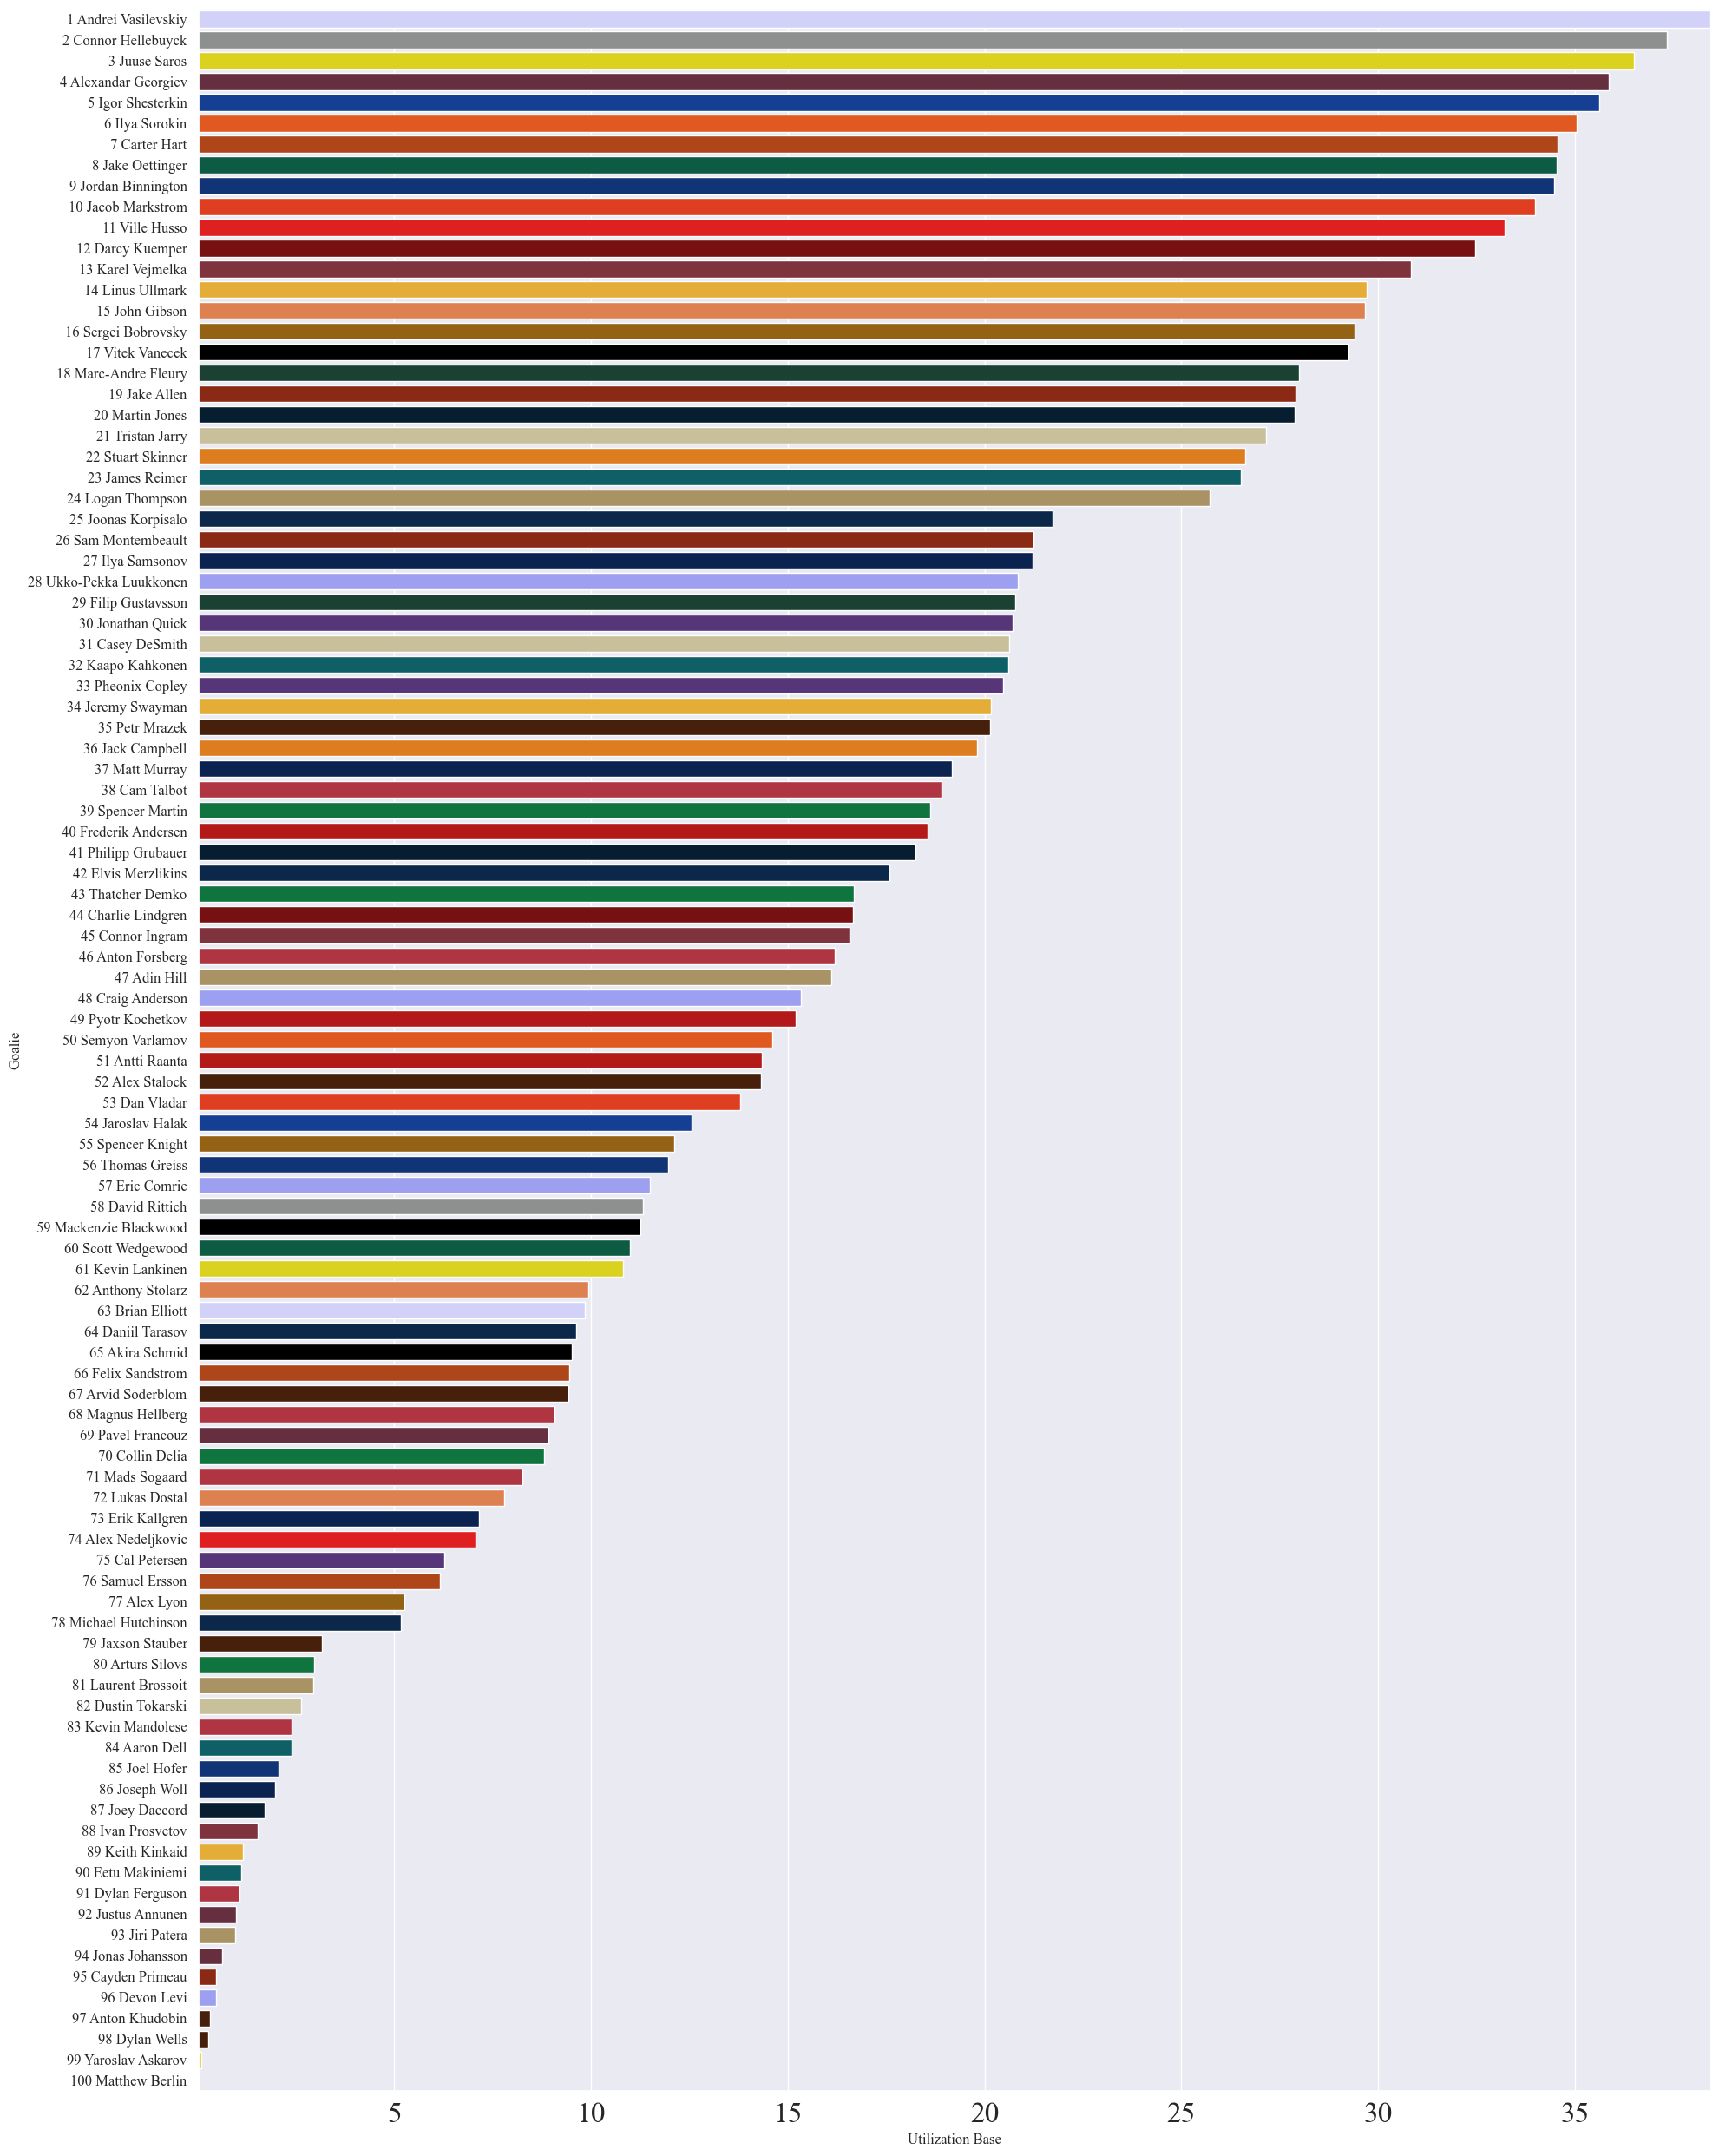 1 Andrei Vasilevskiy
2 Connor Hellebuyck
3 Juuse Saros
4 Alexandar Georgiev
5 Igor Shesterkin
6 Ilya Sorokin
7 Carter Hart
8 Jake Oettinger
9 Jordan Binnington
10 Jacob Markstrom
11 Ville Husso
12 Darcy Kuemper
13 Karel Vejmelka
14 Linus Ullmark
15 John Gibson
16 Sergei Bobrovsky
17 Vitek Vanecek
18 Marc-Andre Fleury
19 Jake Allen
20 Martin Jones
21 Tristan Jarry
22 Stuart Skinner
23 James Reimer
24 Logan Thompson
25 Joonas Korpisalo
26 Sam Montembeault
27 Ilya Samsonov
28 Ukko-Pekka Luukkonen
29 Filip Gustavsson
30 Jonathan Quick
31 Casey DeSmith
32 Kaapo Kahkonen
33 Pheonix Copley
34 Jeremy Swayman
35 Petr Mrazek
36 Jack Campbell
37 Matt Murray
38 Cam Talbot
39 Spencer Martin
40 Frederik Andersen
41 Philipp Grubauer
42 Elvis Merzlikins
43 Thatcher Demko
44 Charlie Lindgren
45 Connor Ingram
46 Anton Forsberg
47 Adin Hill
48 Craig Anderson
49 Pyotr Kochetkov
50 Semyon Varlamov
51 Antti Raanta
52 Alex Stalock
53 Dan Vladar
54 Jaroslav Halak
55 Spencer Knight
56 Thomas Greiss
57 Eric Comrie
58 David Rittich
59 Mackenzie Blackwood
60 Scott Wedgewood
61 Kevin Lankinen
62 Anthony Stolarz
63 Brian Elliott
64 Daniil Tarasov
65 Akira Schmid
66 Felix Sandstrom
67 Arvid Soderblom
68 Magnus Hellberg
69 Pavel Francouz
70 Collin Delia
71 Mads Sogaard
72 Lukas Dostal
73 Erik Kallgren
74 Alex Nedeljkovic
75 Cal Petersen
76 Samuel Ersson
77 Alex Lyon
78 Michael Hutchinson
79 Jaxson Stauber
80 Arturs Silovs
81 Laurent Brossoit
82 Dustin Tokarski
83 Kevin Mandolese
84 Aaron Dell
85 Joel Hofer
86 Joseph Woll
87 Joey Daccord
88 Ivan Prosvetov
89 Keith Kinkaid
90 Eetu Makiniemi
91 Dylan Ferguson
92 Justus Annunen
93 Jiri Patera
94 Jonas Johansson
95 Cayden Primeau
96 Devon Levi
97 Anton Khudobin
98 Dylan Wells
99 Yaroslav Askarov
100 Matthew Berlin
Goalie
5 10 15 20 25 30 35
Utilization Base